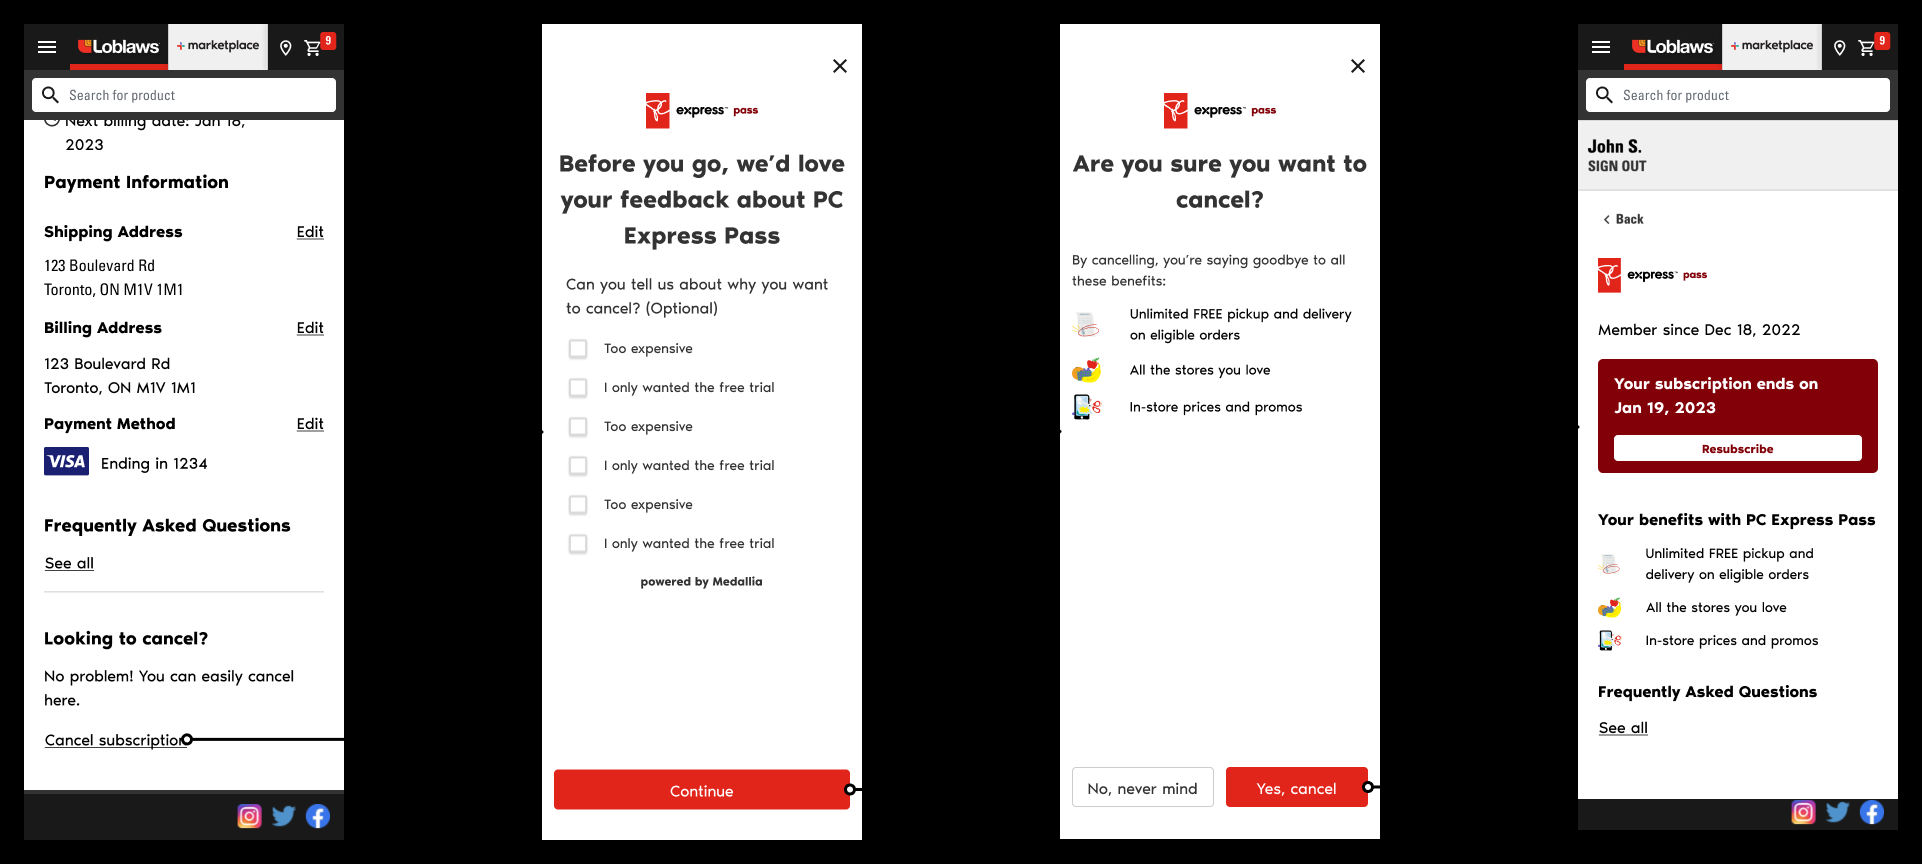 Loblaws
marketplace
9
Search for product
Next billing date: Jan 18,
2023
Payment Information
Shipping Address
Edit
123 Boulevard Rd
Toronto, ON M1V 1M1
Billing Address
Edit
123 Boulevard Rd
Toronto, ON M1V 1M1
Payment Method
Edit
VISA
Ending in 1234
Frequently Asked Questions
See all
Looking to cancel?
No problem! You can easily cancel
here.
Cancel subscription
express™ pass
Before you go, we’d love
your feedback about PC
Express Pass
Can you tell us about why you want
to cancel? (Optional)
Too expensive
I only wanted the free trial
Too expensive
I only wanted the free trial
Too expensive
I only wanted the free trial
powered by Medallia
Continue
express™ pass
Are you sure you want to
cancel?
By cancelling, you’re saying goodbye to all
these benefits:
Unlimited FREE pickup and delivery
on eligible orders
All the stores you love
In-store prices and promos
No, never mind
Yes, cancel
Loblaws
marketplace
9
Search for product
John S.
SIGN OUT
Back
express™ pass
Member since Dec 18, 2022
Your subscription ends on
Jan 19, 2023
Resubscribe
Your benefits with PC Express Pass
Unlimited FREE pickup and
delivery on eligible orders
All the stores you love
In-store prices and promos
Frequently Asked Questions
See all